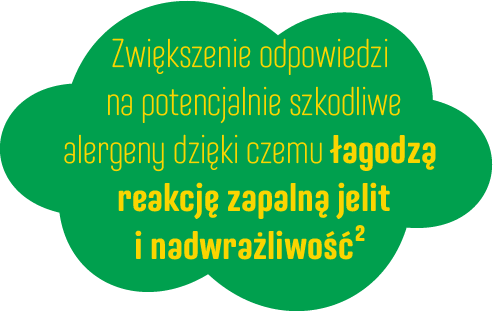 Zwiększenie odpowiedzi
na potencjalnie szkodliwe
alergeny dzięki czemu łagodzą
reakcję zapalną jelit
i nadwrażliwość²